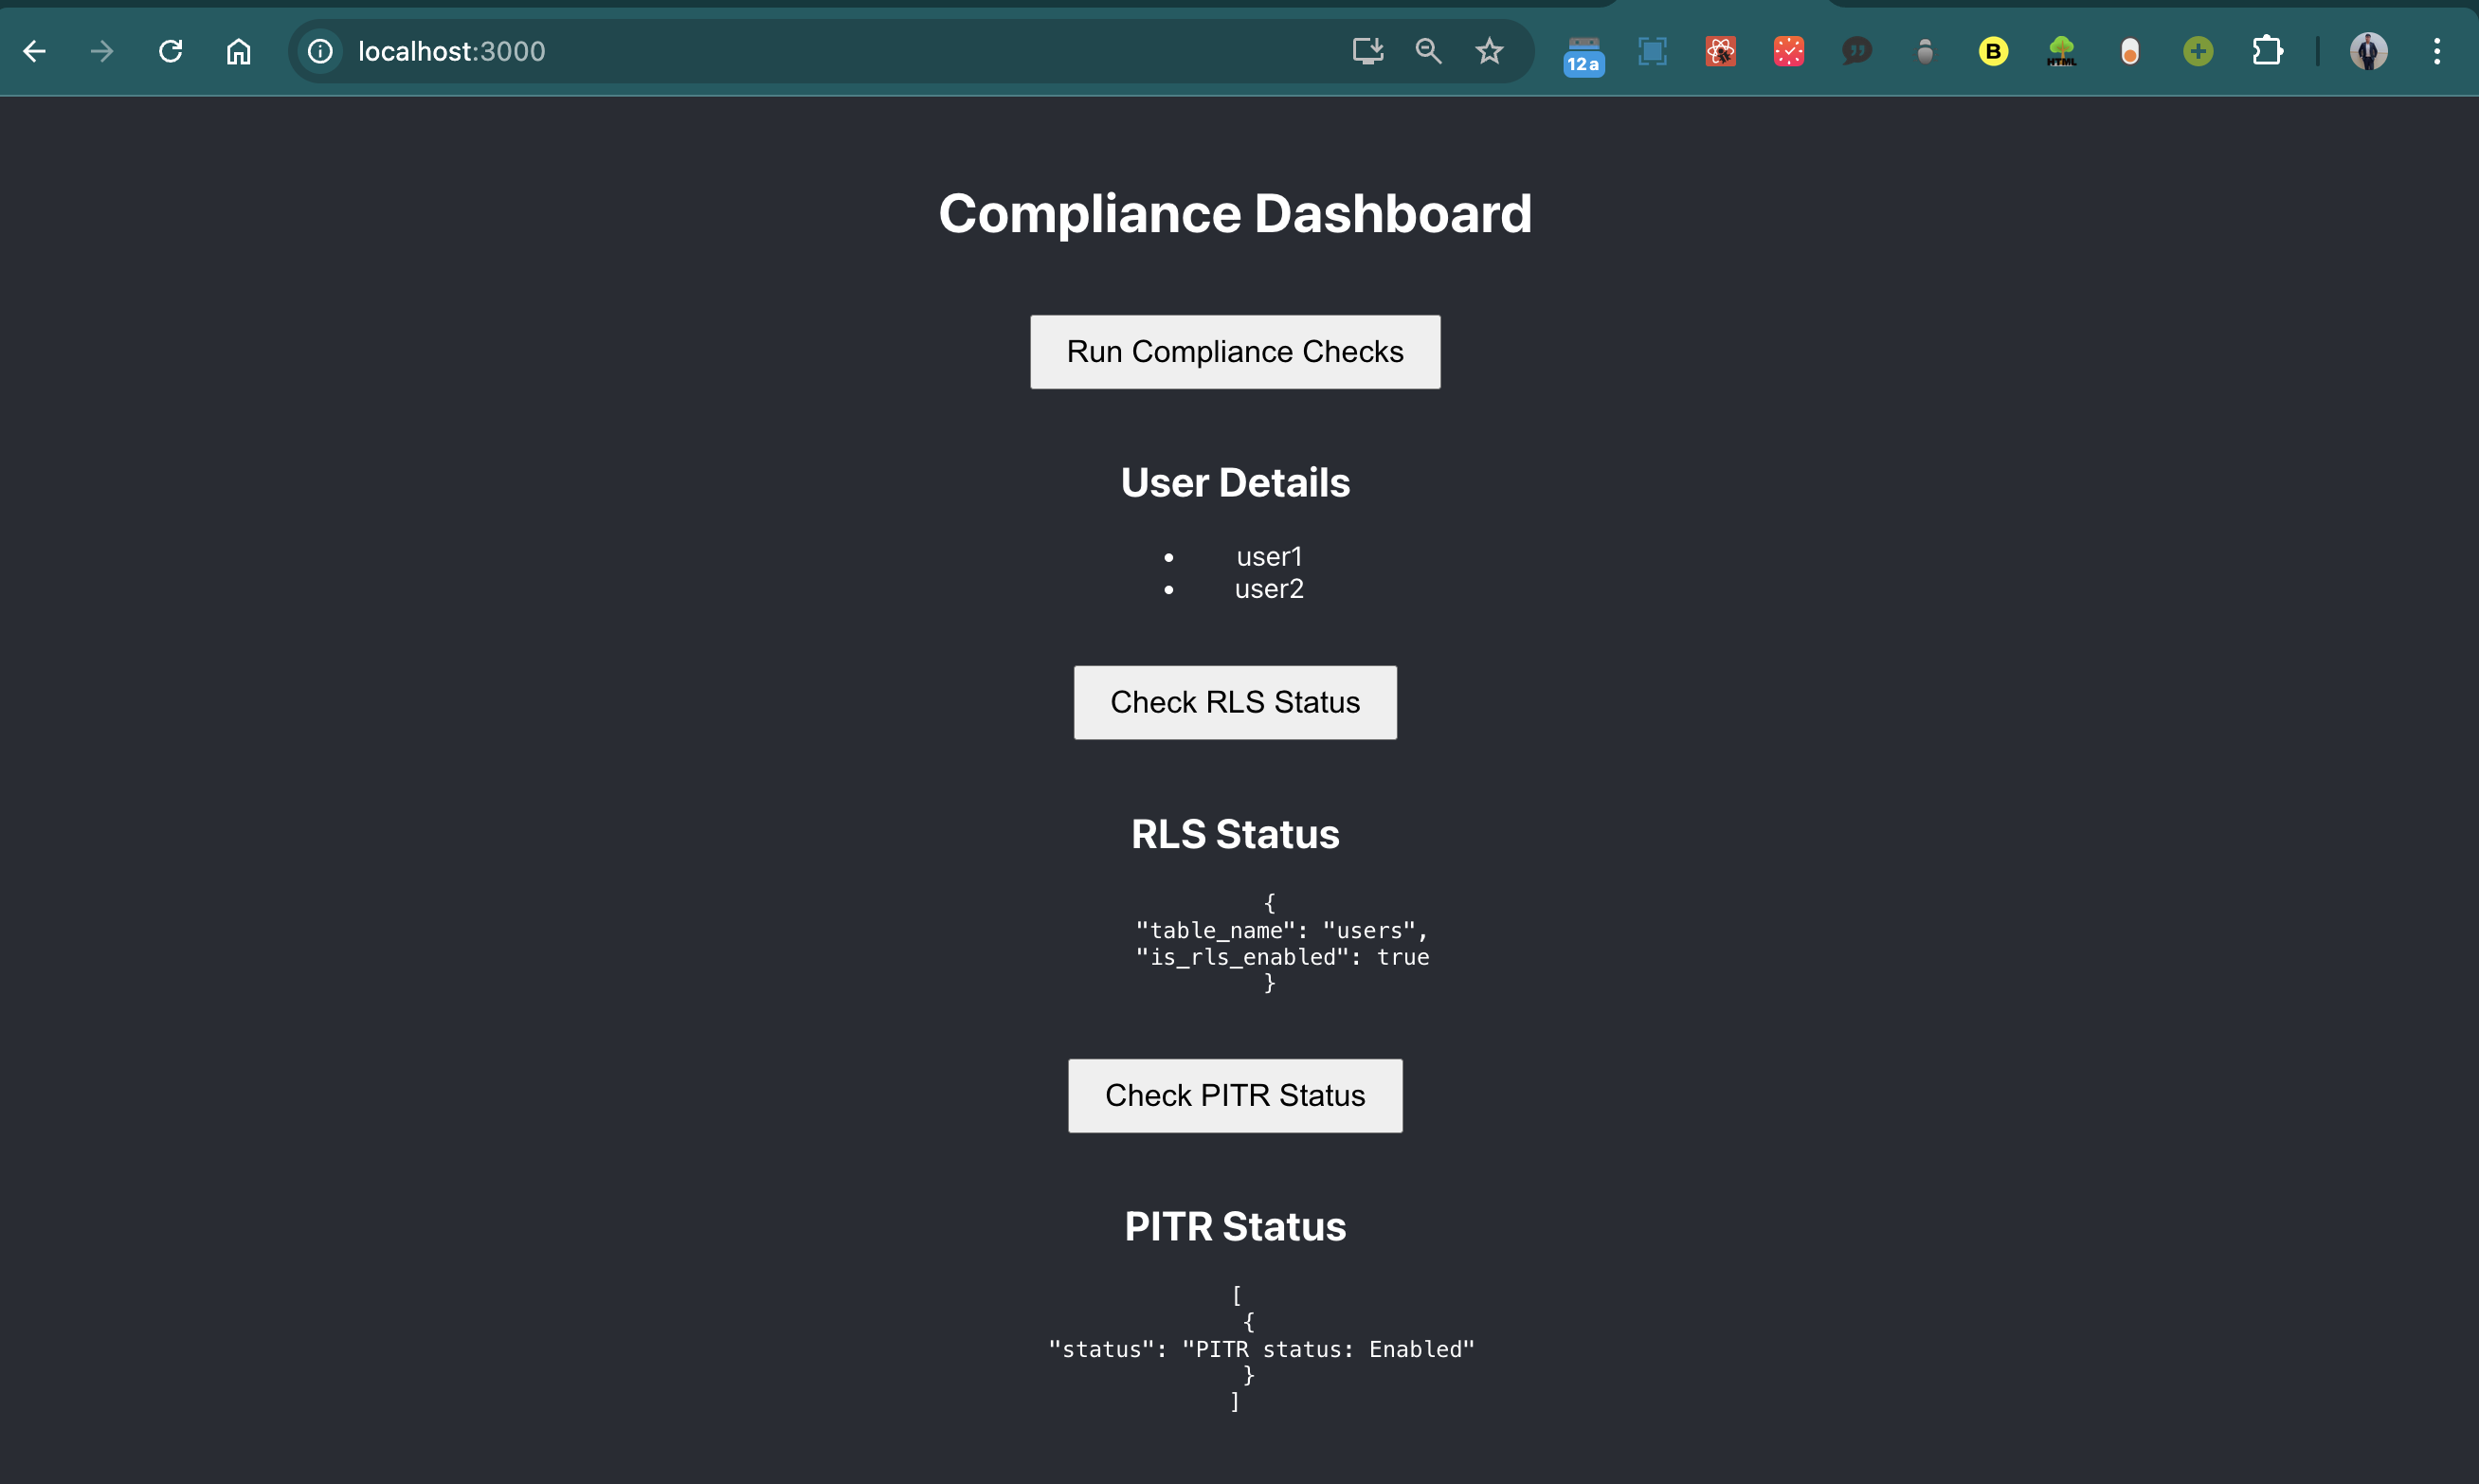 localhost:3000
12a
B
HTML
Compliance Dashboard
Run Compliance Checks
User Details
• user1
• user2
Check RLS Status
RLS Status
{
"table_name": "users",
"is_rls_enabled": true
}
Check PITR Status
PITR Status
[
{
"status": "PITR status: Enabled"
}
]